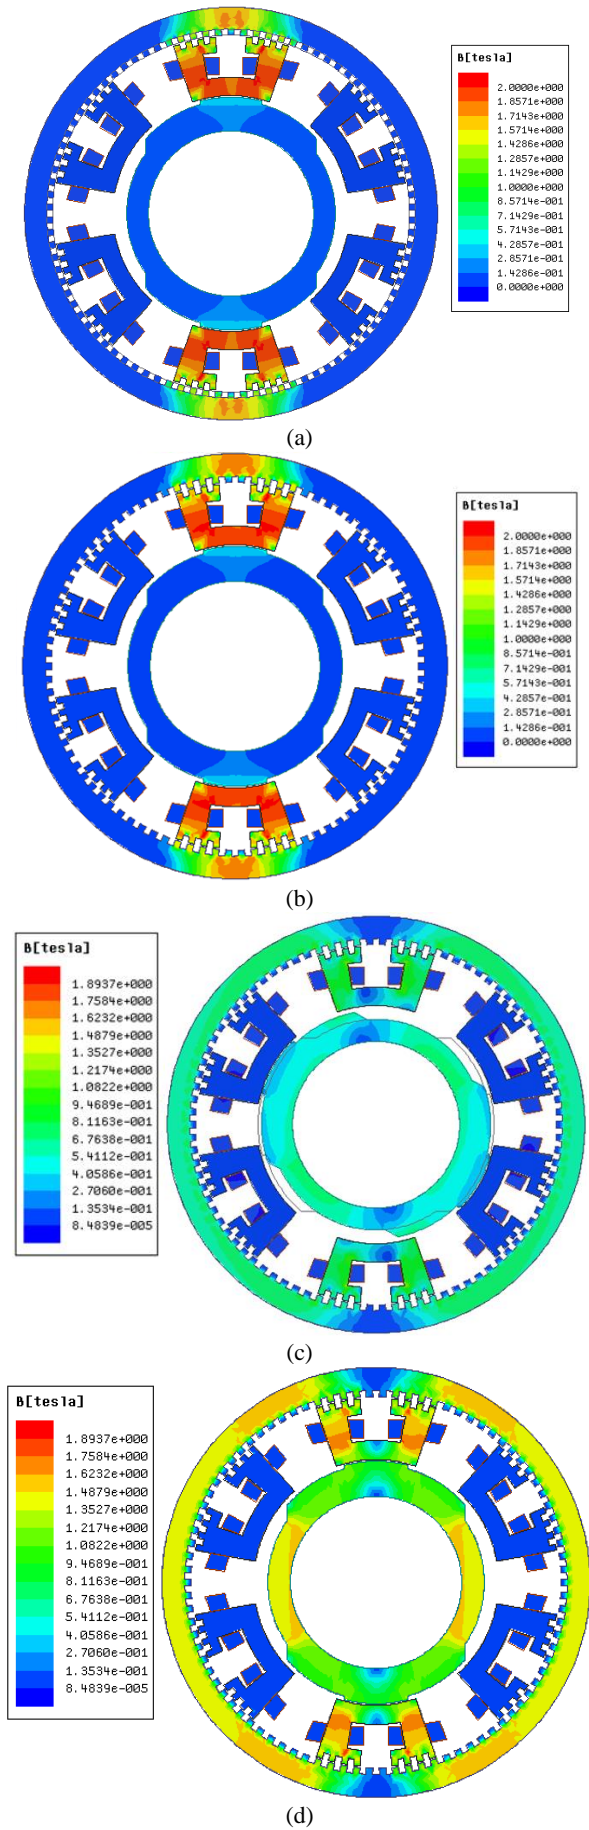 B[tesla]
2.0000e+000
1.8571e+000
1.7143e+000
1.5714e+000
1.4286e+000
1.2857e+000
1.1429e+000
1.0000e+000
8.5714e-001
7.1429e-001
5.7143e-001
4.2857e-001
2.8571e-001
1.4286e-001
0.0000e+000
(a)
B[tesla]
2.0000e+000
1.8571e+000
1.7143e+000
1.5714e+000
1.4286e+000
1.2857e+000
1.1429e+000
1.0000e+000
8.5714e-001
7.1429e-001
5.7143e-001
4.2857e-001
2.8571e-001
1.4286e-001
0.0000e+000
(b)
B[tesla]
1.8937e+000
1.7584e+000
1.6232e+000
1.4879e+000
1.3527e+000
1.2174e+000
1.0822e+000
9.4689e-001
8.1163e-001
6.7638e-001
5.4112e-001
4.0586e-001
2.7060e-001
1.3534e-001
8.4839e-005
(c)
B[tesla]
1.8937e+000
1.7584e+000
1.6232e+000
1.4879e+000
1.3527e+000
1.2174e+000
1.0822e+000
9.4689e-001
8.1163e-001
6.7638e-001
5.4112e-001
4.0586e-001
2.7060e-001
1.3534e-001
8.4839e-005
(d)